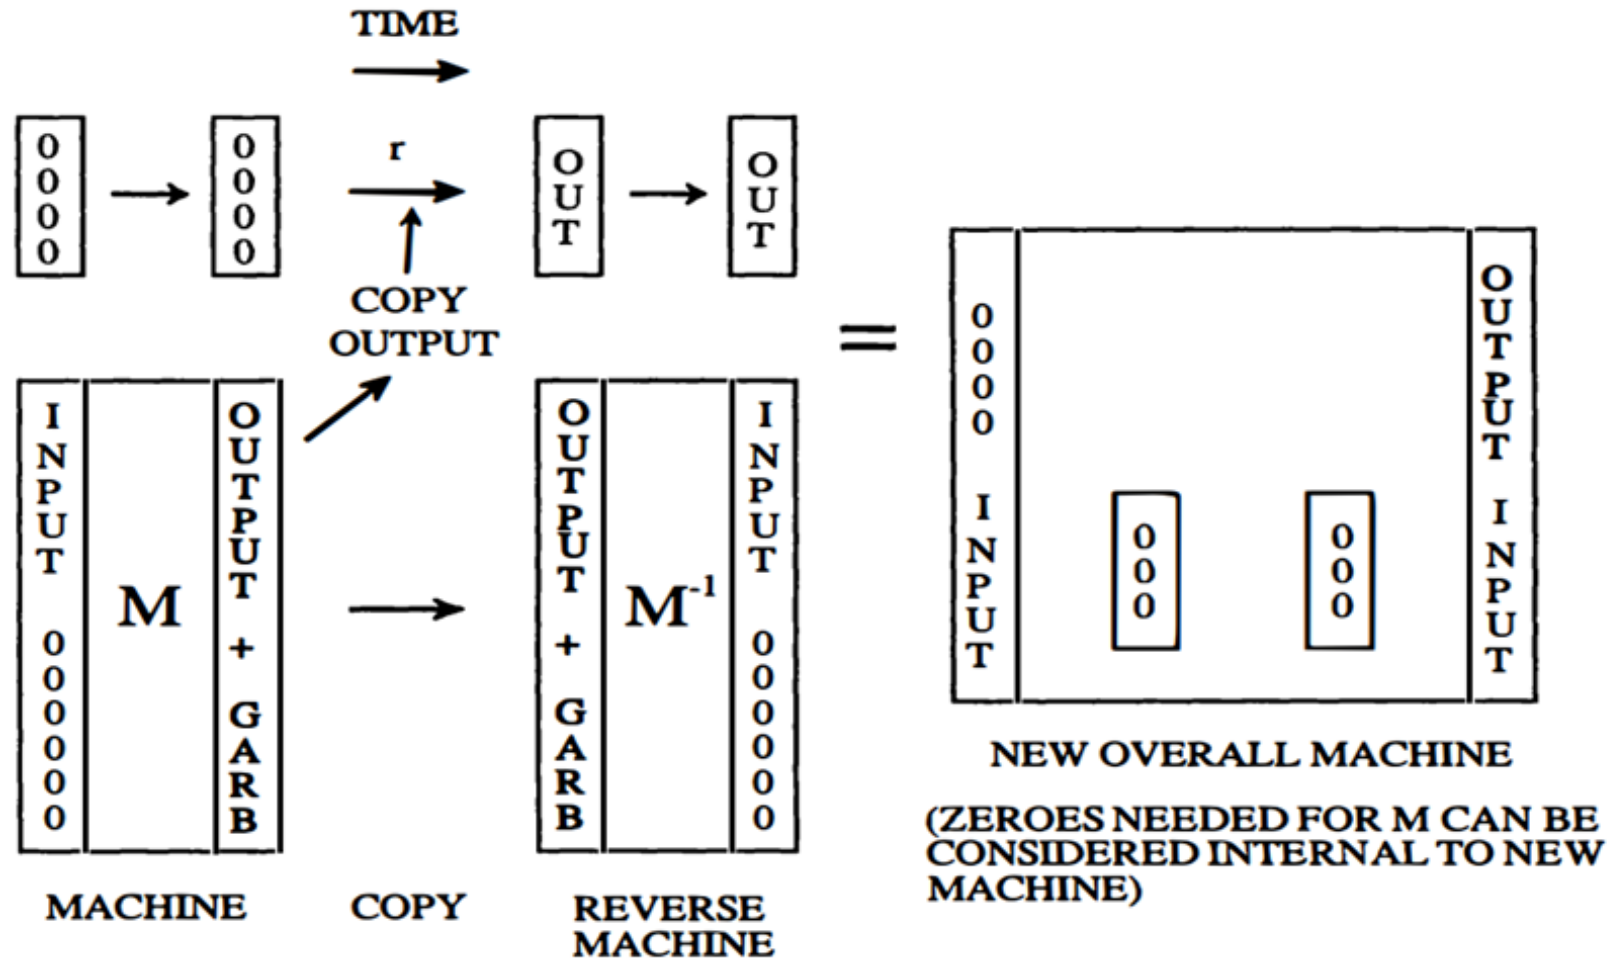 TIME
0000
0000
r
OUT
OUT
COPY
OUTPUT
INPUT 000000
M
OUTPUT + GARB
OUTPUT + GARB
M-1
INPUT 000000
MACHINE
COPY
REVERSE
MACHINE
=
0000 INPUT
000
000
OUTPUT INPUT
NEW OVERALL MACHINE
(ZEROES NEEDED FOR M CAN BE
CONSIDERED INTERNAL TO NEW
MACHINE)